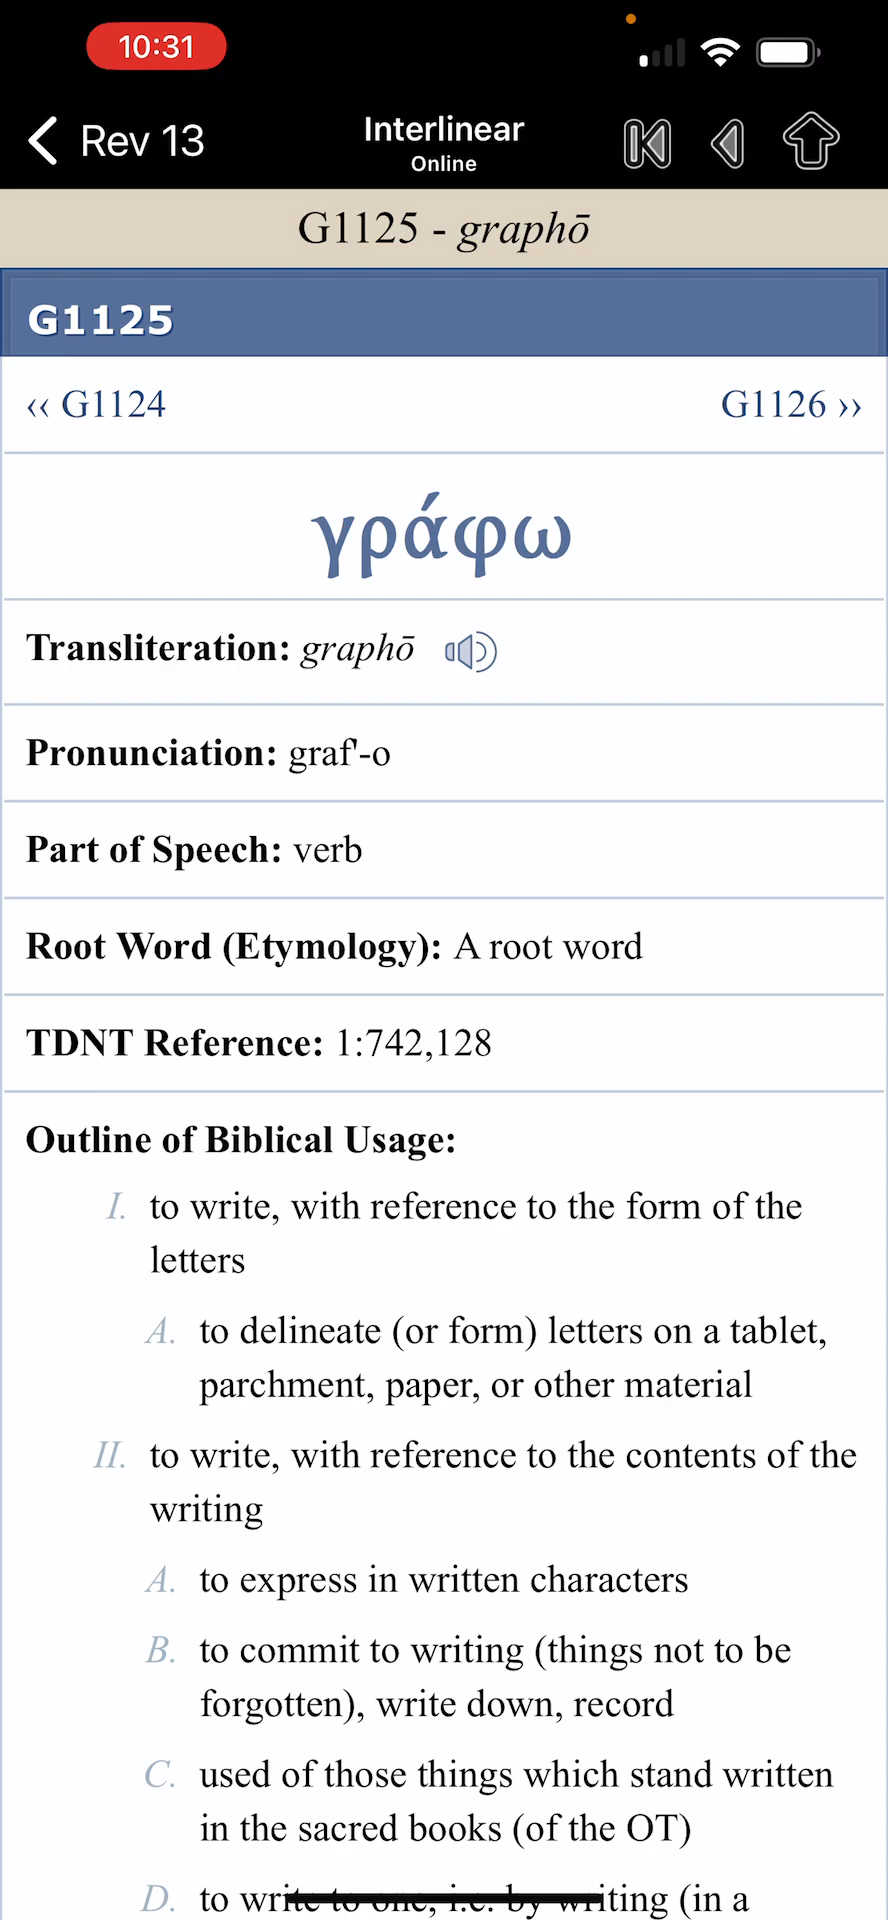 10:31
Rev 13
Interlinear
Online
G1125 - graphō
G1125
‹‹ G1124
G1126 ››
γράφω
Transliteration: graphō
Pronunciation: graf'-o
Part of Speech: verb
Root Word (Etymology): A root word
TDNT Reference: 1:742,128
Outline of Biblical Usage:
I. to write, with reference to the form of the
letters
A. to delineate (or form) letters on a tablet,
parchment, paper, or other material
II. to write, with reference to the contents of the
writing
A. to express in written characters
B. to commit to writing (things not to be
forgotten), write down, record
C. used of those things which stand written
in the sacred books (of the OT)
D. to write to one, i.e. by writing (in a